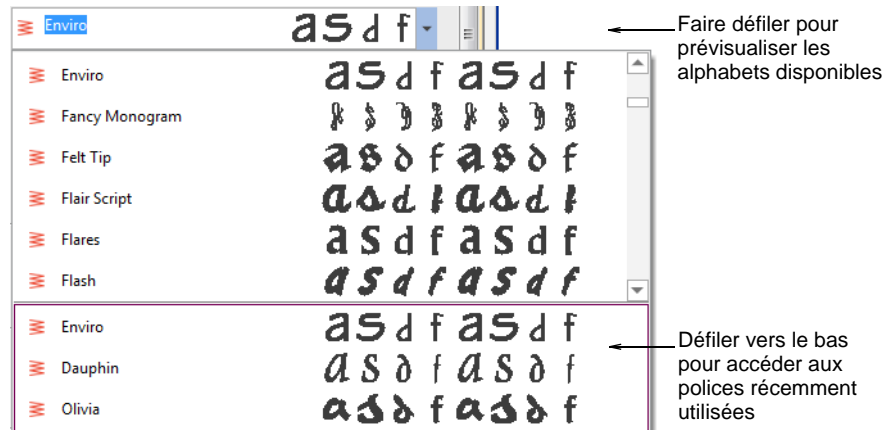 Enviro asdf
Faire défiler pour
prévisualiser les
alphabets disponibles
Enviro asdfasdf
Fancy Monogram
Felt Tip asdfasdf
Flair Script asdfasdf
Flares asdfasdf
Flash asdfasdf
Enviro asdfasdf
Dauphin asdfasdf
Olivia asdfasdf
Défiler vers le bas
pour accéder aux
polices récemment
utilisées